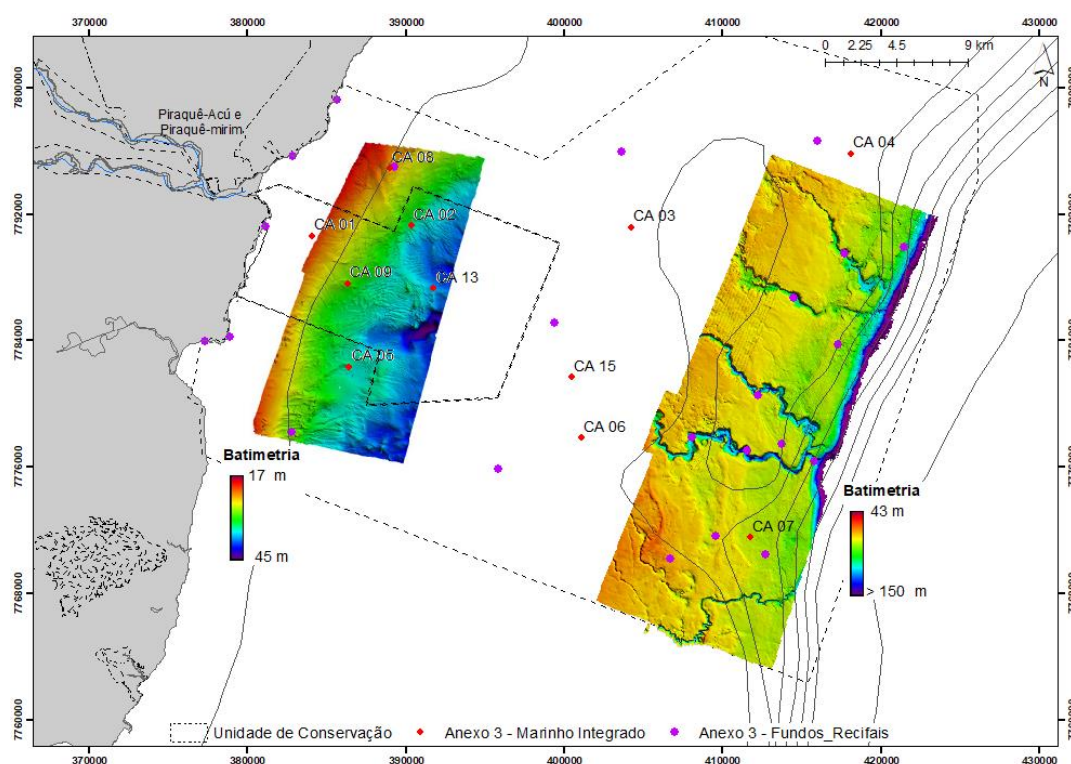 370000 380000 390000 400000 410000 420000 430000
0 2.25 4.5 9 km
N
7800000 7800000
Piraquê-Acú e
Piraquê-mirim
CA 08
CA 04
7792000
CA 01
CA 02
CA 03
CA 09
CA 13
7784000
CA 05
CA 15
CA 06
7776000
Batimetria
17 m
45 m
CA 07
Batimetria
43 m
> 150 m
7768000
7760000
Unidade de Conservação Anexo 3 - Marinho Integrado Anexo 3 - Fundos_Recifais
370000 380000 390000 400000 410000 420000 430000